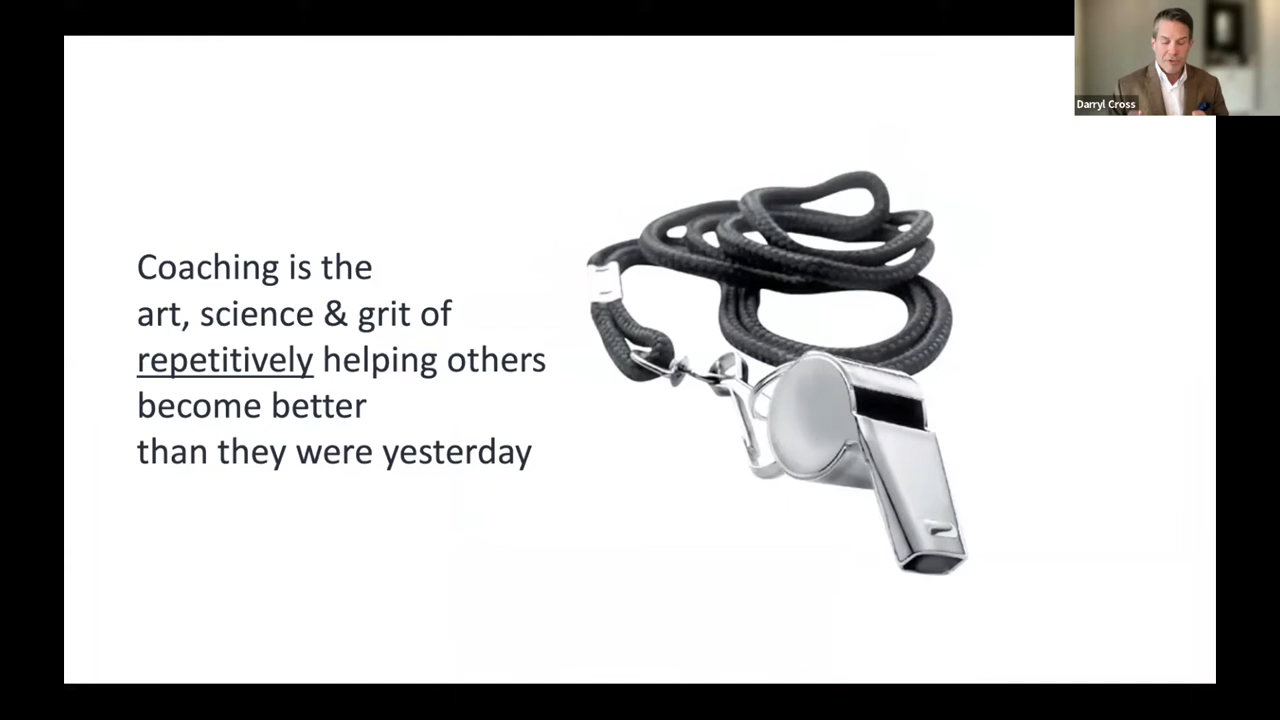 Darryl Cross
Coaching is the
art, science & grit of
repetitively helping others
become better
than they were yesterday